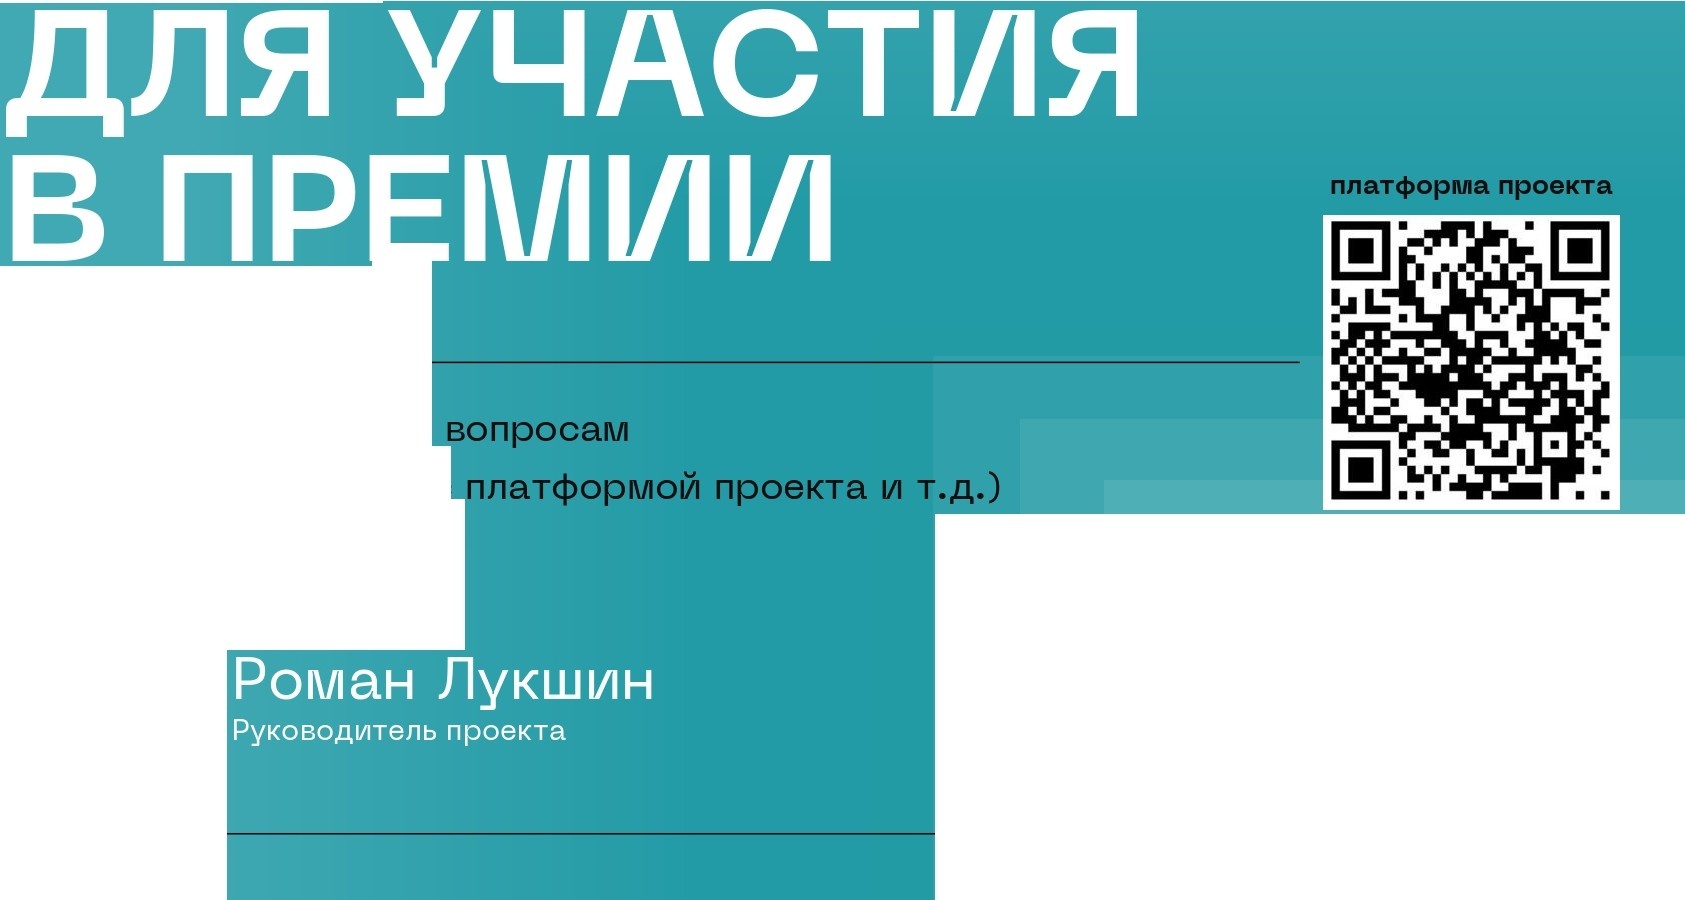 ДЛЯ УЧАСТИЯ
В ПРЕМИИ
платформа проекта
вопросам
платформой проекта и т.д.)
Роман Лукшин
Руководитель проекта